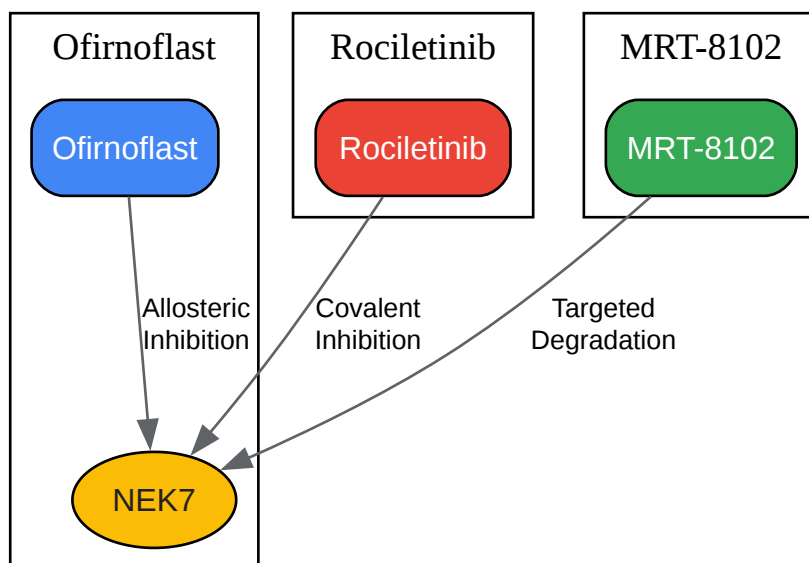 Ofirnoflast
Rociletinib
MRT-8102
Ofirnoflast
Rociletinib
MRT-8102
Allosteric
Inhibition
Covalent
Inhibition
Targeted
Degradation
NEK7